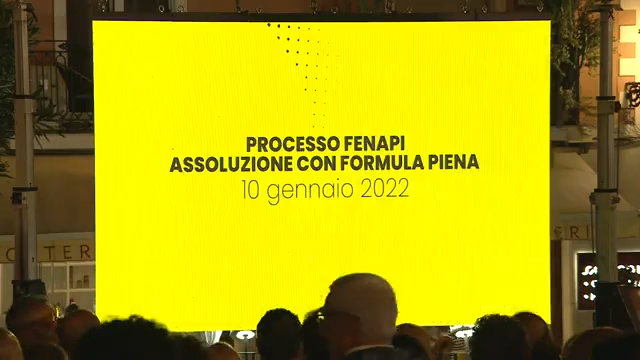 PROCESSO FENAPI
ASSOLUZIONE CON FORMULA PIENA
10 gennaio 2022